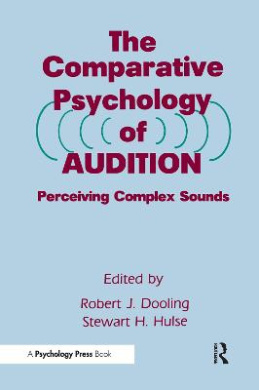 The
Comparative
Psychology
of
AUDITION
Perceiving Complex Sounds
Edited by
Robert J. Dooling
Stewart H. Hulse
A Psychology Press Book